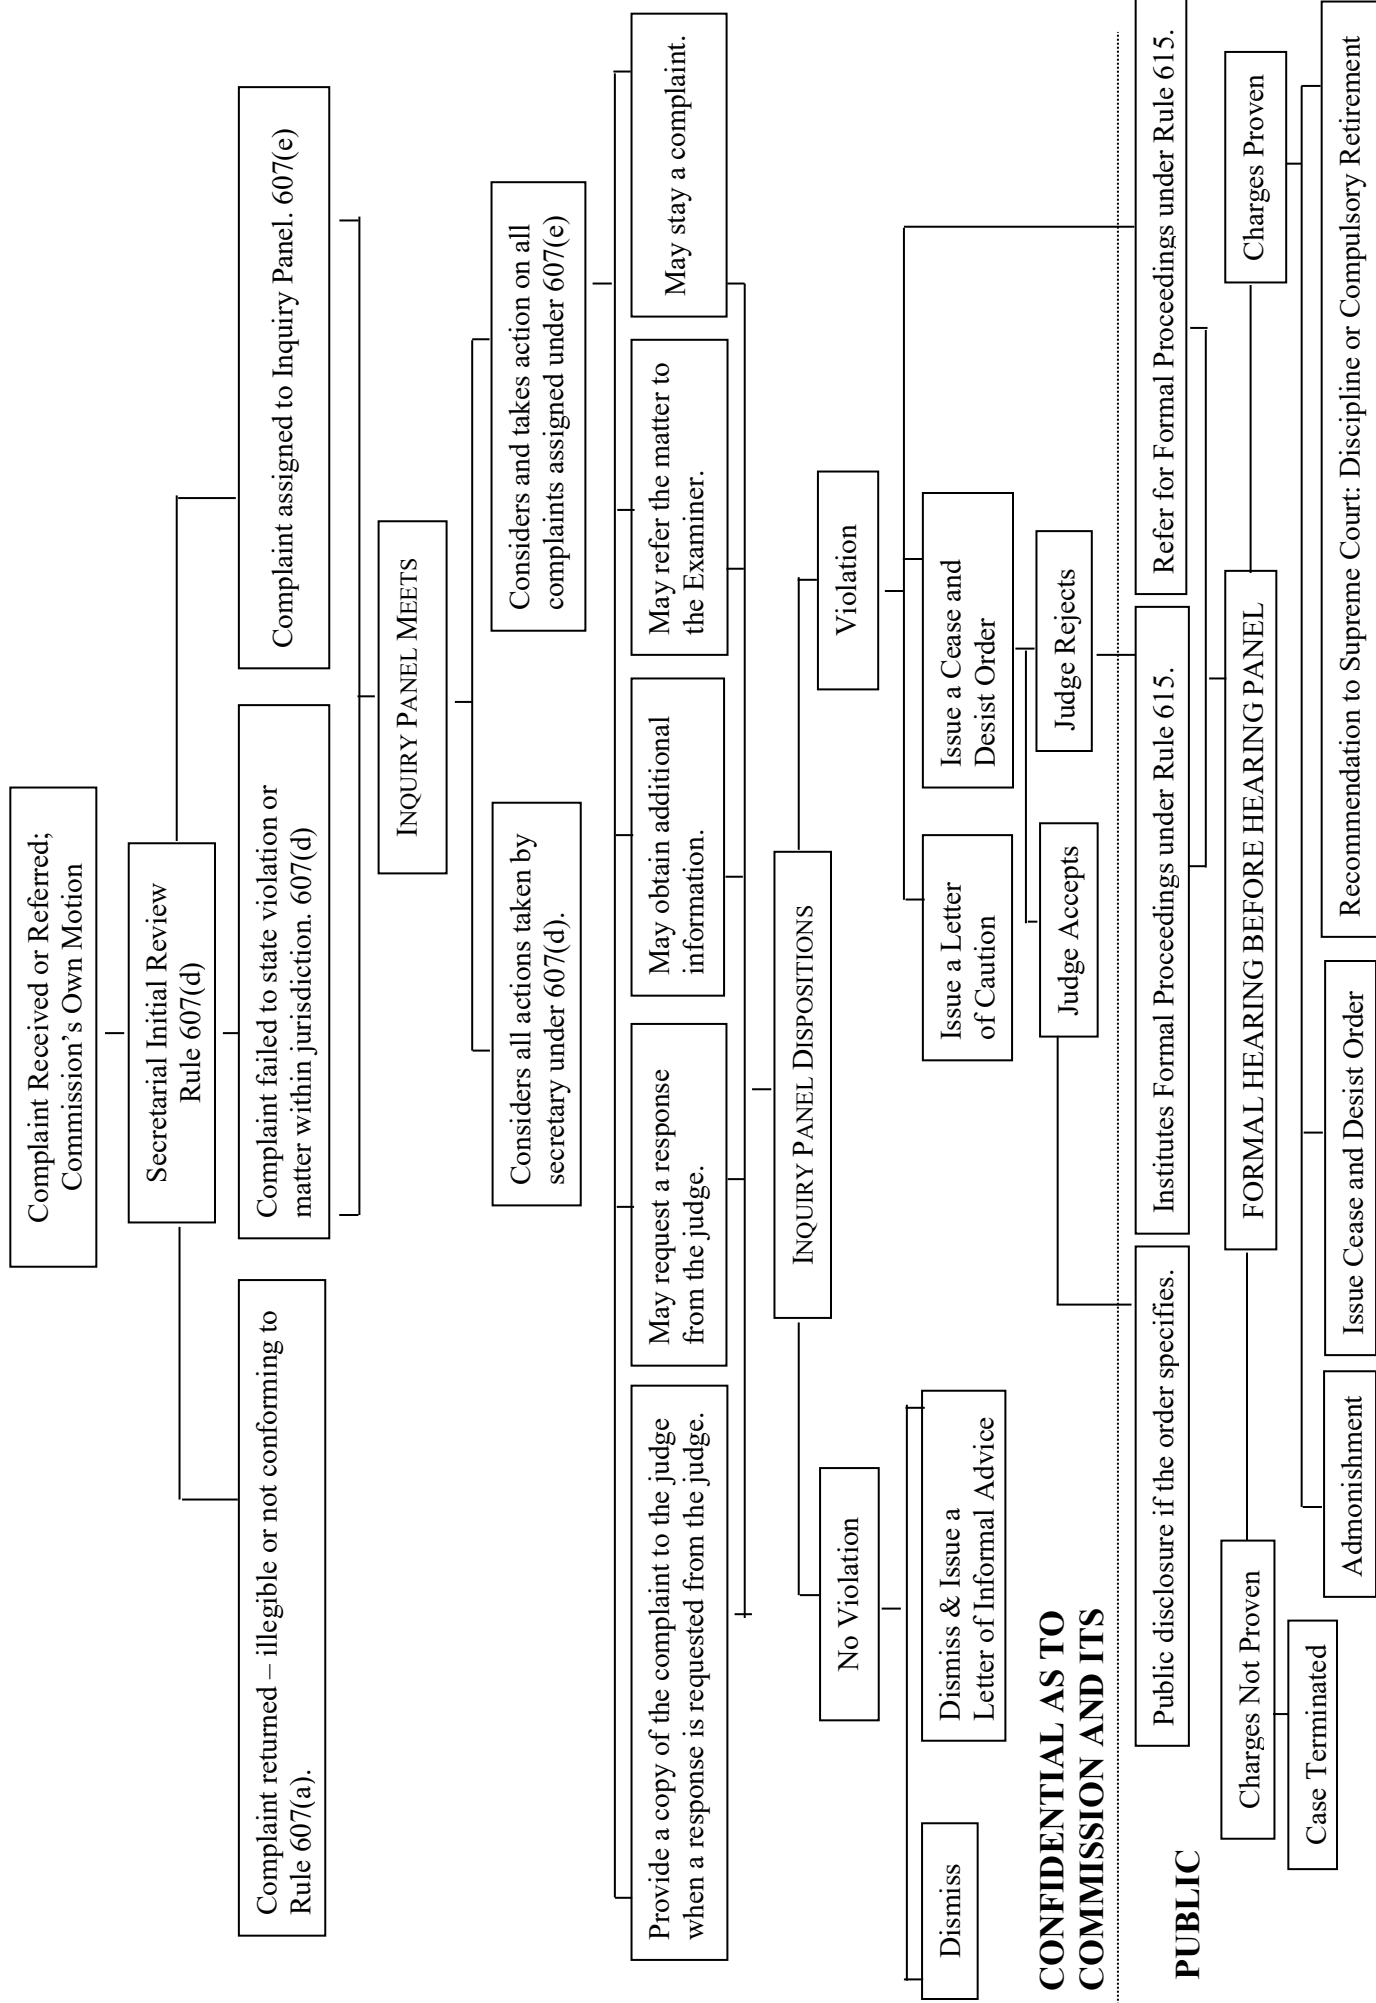 Complaint Received or Referred;
Commission’s Own Motion
Secretarial Initial Review
Rule 607(d)
Complaint returned – illegible or not conforming to
Rule 607(a).
Complaint failed to state violation or
matter within jurisdiction. 607(d)
Complaint assigned to Inquiry Panel. 607(e)
INQUIRY PANEL MEETS
Considers all actions taken by
secretary under 607(d).
Considers and takes action on all
complaints assigned under 607(e)
Provide a copy of the complaint to the judge
when a response is requested from the judge.
May request a response
from the judge.
May obtain additional
information.
May refer the matter to
the Examiner.
May stay a complaint.
INQUIRY PANEL DISPOSITIONS
No Violation
Violation
Dismiss
Dismiss & Issue a
Letter of Informal Advice
Issue a Letter
of Caution
Issue a Cease and
Desist Order
Judge Accepts
Judge Rejects
CONFIDENTIAL AS TO
COMMISSION AND ITS
PUBLIC
Public disclosure if the order specifies.
Institutes Formal Proceedings under Rule 615.
Refer for Formal Proceedings under Rule 615.
Charges Not Proven
FORMAL HEARING BEFORE HEARING PANEL
Charges Proven
Case Terminated
Admonishment
Issue Cease and Desist Order
Recommendation to Supreme Court: Discipline or Compulsory Retirement